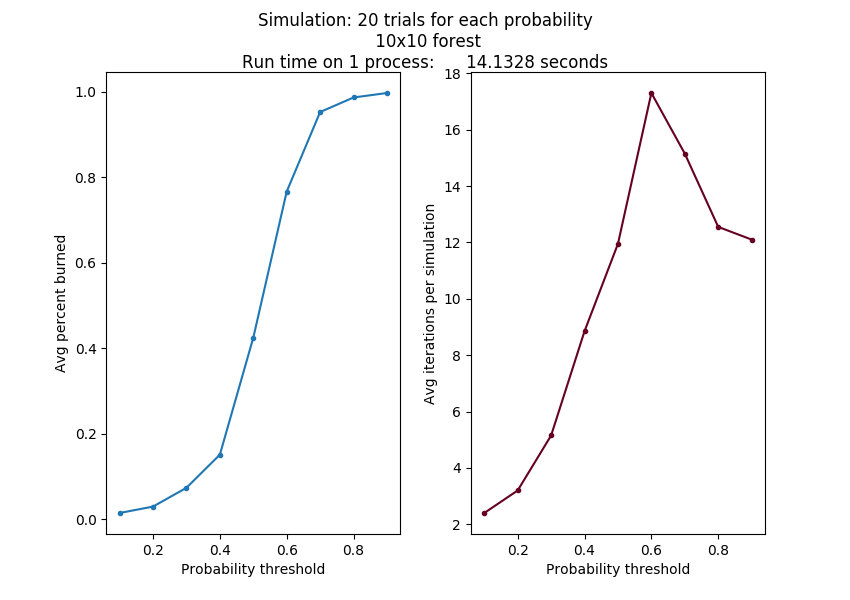 Simulation: 20 trials for each probability
10x10 forest
Run time on 1 process: 14.1328 seconds
Avg percent burned
1.0
0.8
0.6
0.4
0.2
0.0
0.2 0.4 0.6 0.8
Probability threshold
Avg iterations per simulation
18
16
14
12
10
8
6
4
2
0.2 0.4 0.6 0.8
Probability threshold